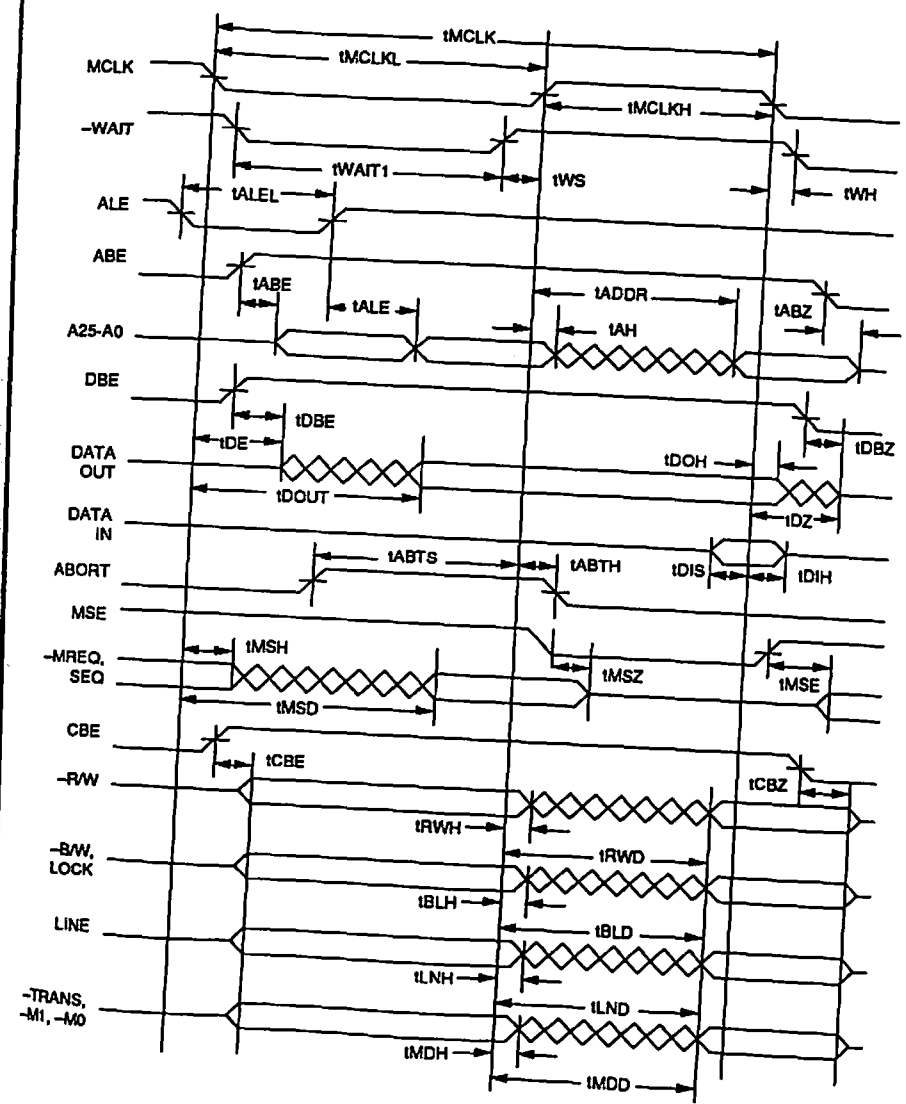 tMCLK
tMCLKL
MCLK
tMCLKH
-WAIT
tWAIT1
tWS
tWH
tALEL
ALE
ABE
tABE
tALE
tADDR
tABZ
tAH
A25-A0
DBE
tDBE
tDE
tDBZ
DATA
OUT
tDOH
tDOUT
tDZ
DATA
IN
tABTS
tABTH
tDIS
tDIH
ABORT
MSE
tMSH
-MREQ,
SEQ
tMSZ
tMSE
tMSD
CBE
tCBE
tCBZ
-R/W
tRWH
tRWD
-B/W,
LOCK
tBLH
tBLD
LINE
tLNH
tLND
-TRANS,
-M1, -M0
tMDH
tMDD